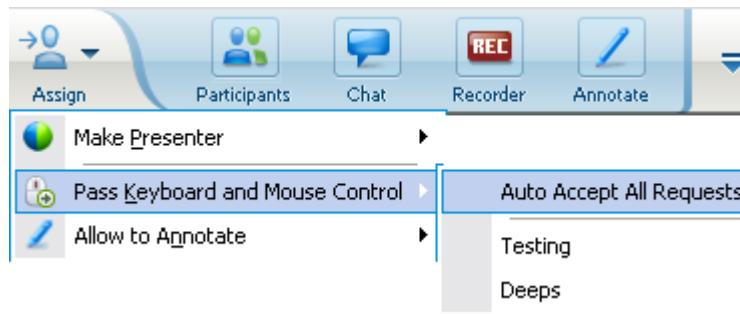 Assign
Participants
Chat
REC
Recorder
Annotate
Make Presenter
Pass Keyboard and Mouse Control
Auto Accept All Requests
Allow to Annotate
Testing
Deeps